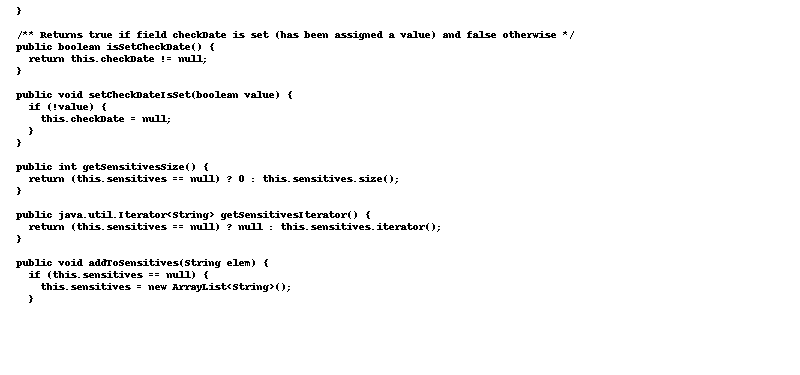 }

/** Returns true if field checkDate is set (has been assigned a value) and false otherwise */
public boolean isSetCheckDate() {
  return this.checkDate != null;
}

public void setCheckDateIsSet(boolean value) {
  if (!value) {
    this.checkDate = null;
  }
}

public int getSensitivesSize() {
  return (this.sensitives == null) ? 0 : this.sensitives.size();
}

public java.util.Iterator<String> getSensitivesIterator() {
  return (this.sensitives == null) ? null : this.sensitives.iterator();
}

public void addToSensitives(String elem) {
  if (this.sensitives == null) {
    this.sensitives = new ArrayList<String>();
  }